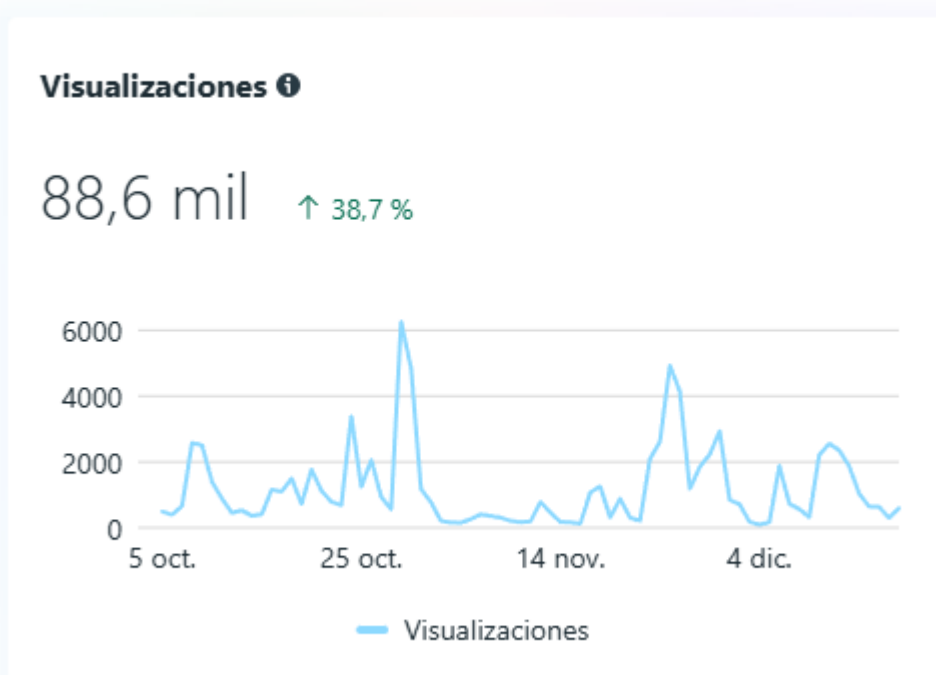 Visualizaciones
88,6 mil ↑ 38,7 %
6000
4000
2000
0
5 oct. 25 oct. 14 nov. 4 dic.
Visualizaciones